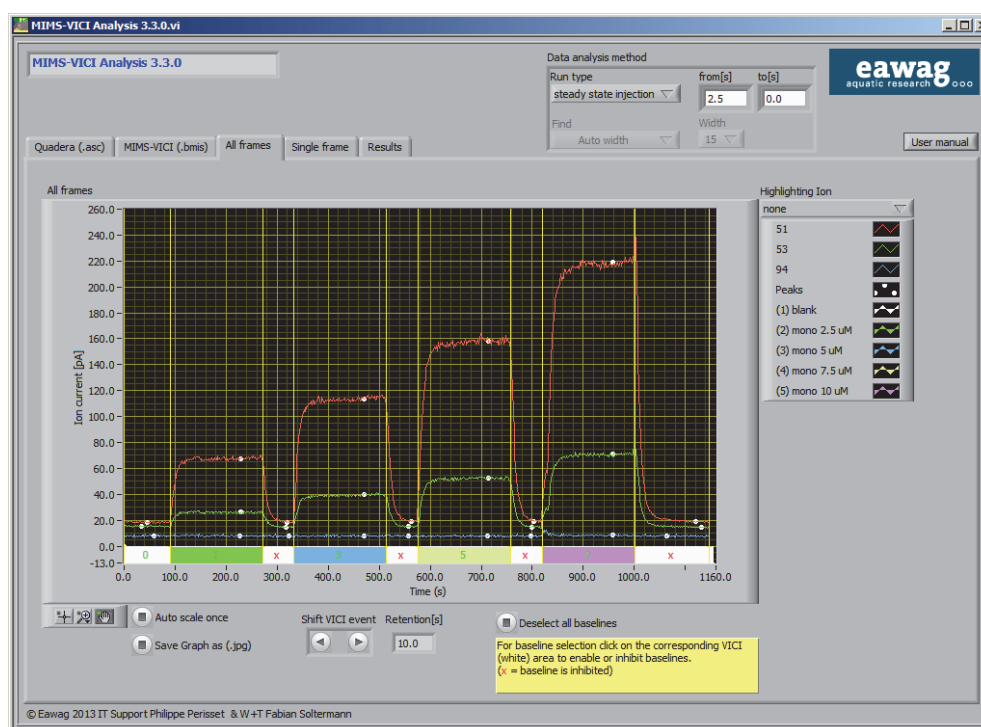 MIMS-VICI Analysis 3.3.0.vi
MIMS-VICI Analysis 3.3.0
Data analysis method
Run type
from[s]
to[s]
steady state injection
2.5
0.0
Find
Width
Auto width
15
eawag
aquatic research
User manual
Quadera (.asc)
MIMS-VICI (.bmis)
All frames
Single frame
Results
All frames
Ion current [pA]
260.0
240.0
220.0
200.0
180.0
160.0
140.0
120.0
100.0
80.0
60.0
40.0
20.0
0.0
-13.0
0 x 3 x 5 x x
0.0 100.0 200.0 300.0 400.0 500.0 600.0 700.0 800.0 900.0 1000.0 1160.0
Time (s)
Highlighting Ion
none
51
53
94
Peaks
(1) blank
(2) mono 2.5 uM
(3) mono 5 uM
(4) mono 7.5 uM
(5) mono 10 uM
Auto scale once
Save Graph as (.jpg)
Shift VICI event
Retention[s]
10.0
Deselect all baselines
For baseline selection click on the corresponding VICI
(white) area to enable or inhibit baselines.
(x = baseline is inhibited)
© Eawag 2013 IT Support Philippe Perisset & W+T Fabian Soltermann